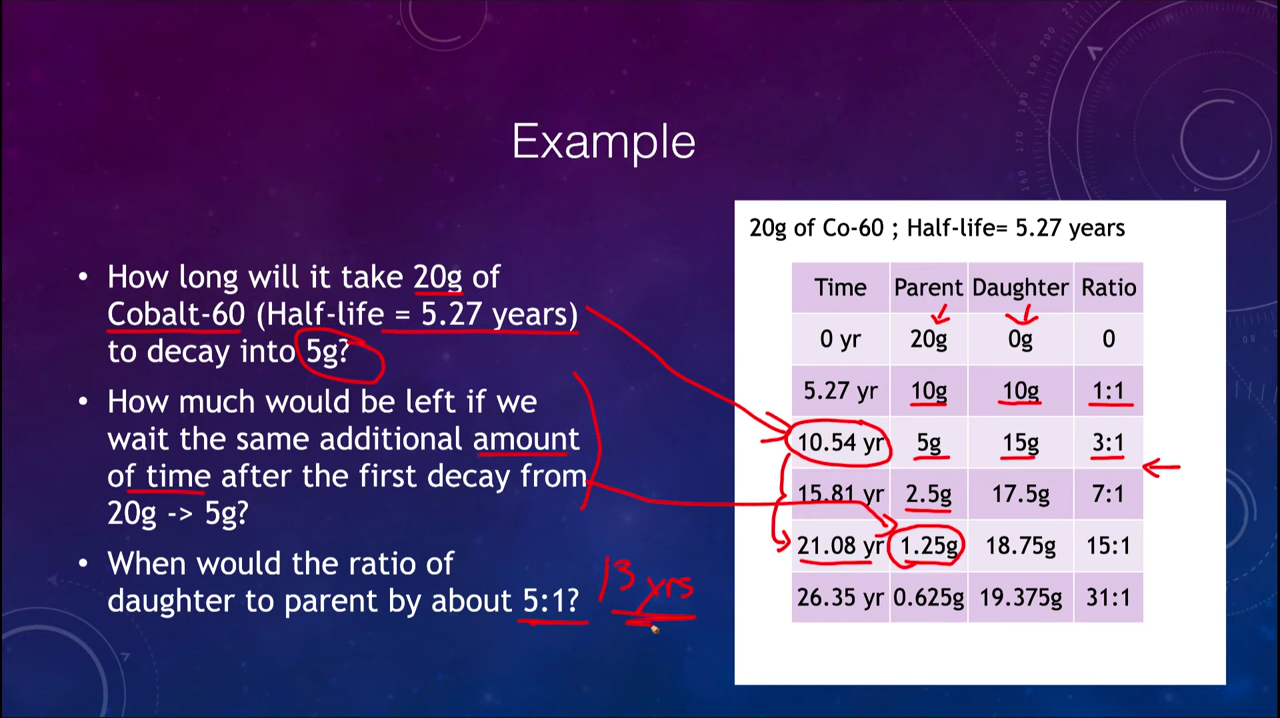 Example
• How long will it take 20g of
Cobalt-60 (Half-life = 5.27 years)
to decay into 5g?
• How much would be left if we
wait the same additional amount
of time after the first decay from
20g -> 5g?
• When would the ratio of
daughter to parent by about 5:1?
13 yrs
20g of Co-60 ; Half-life= 5.27 years
Time Parent Daughter Ratio
0 yr 20g 0g 0
5.27 yr 10g 10g 1:1
10.54 yr 5g 15g 3:1
15.81 yr 2.5g 17.5g 7:1
21.08 yr 1.25g 18.75g 15:1
26.35 yr 0.625g 19.375g 31:1
200
190
180
170
160